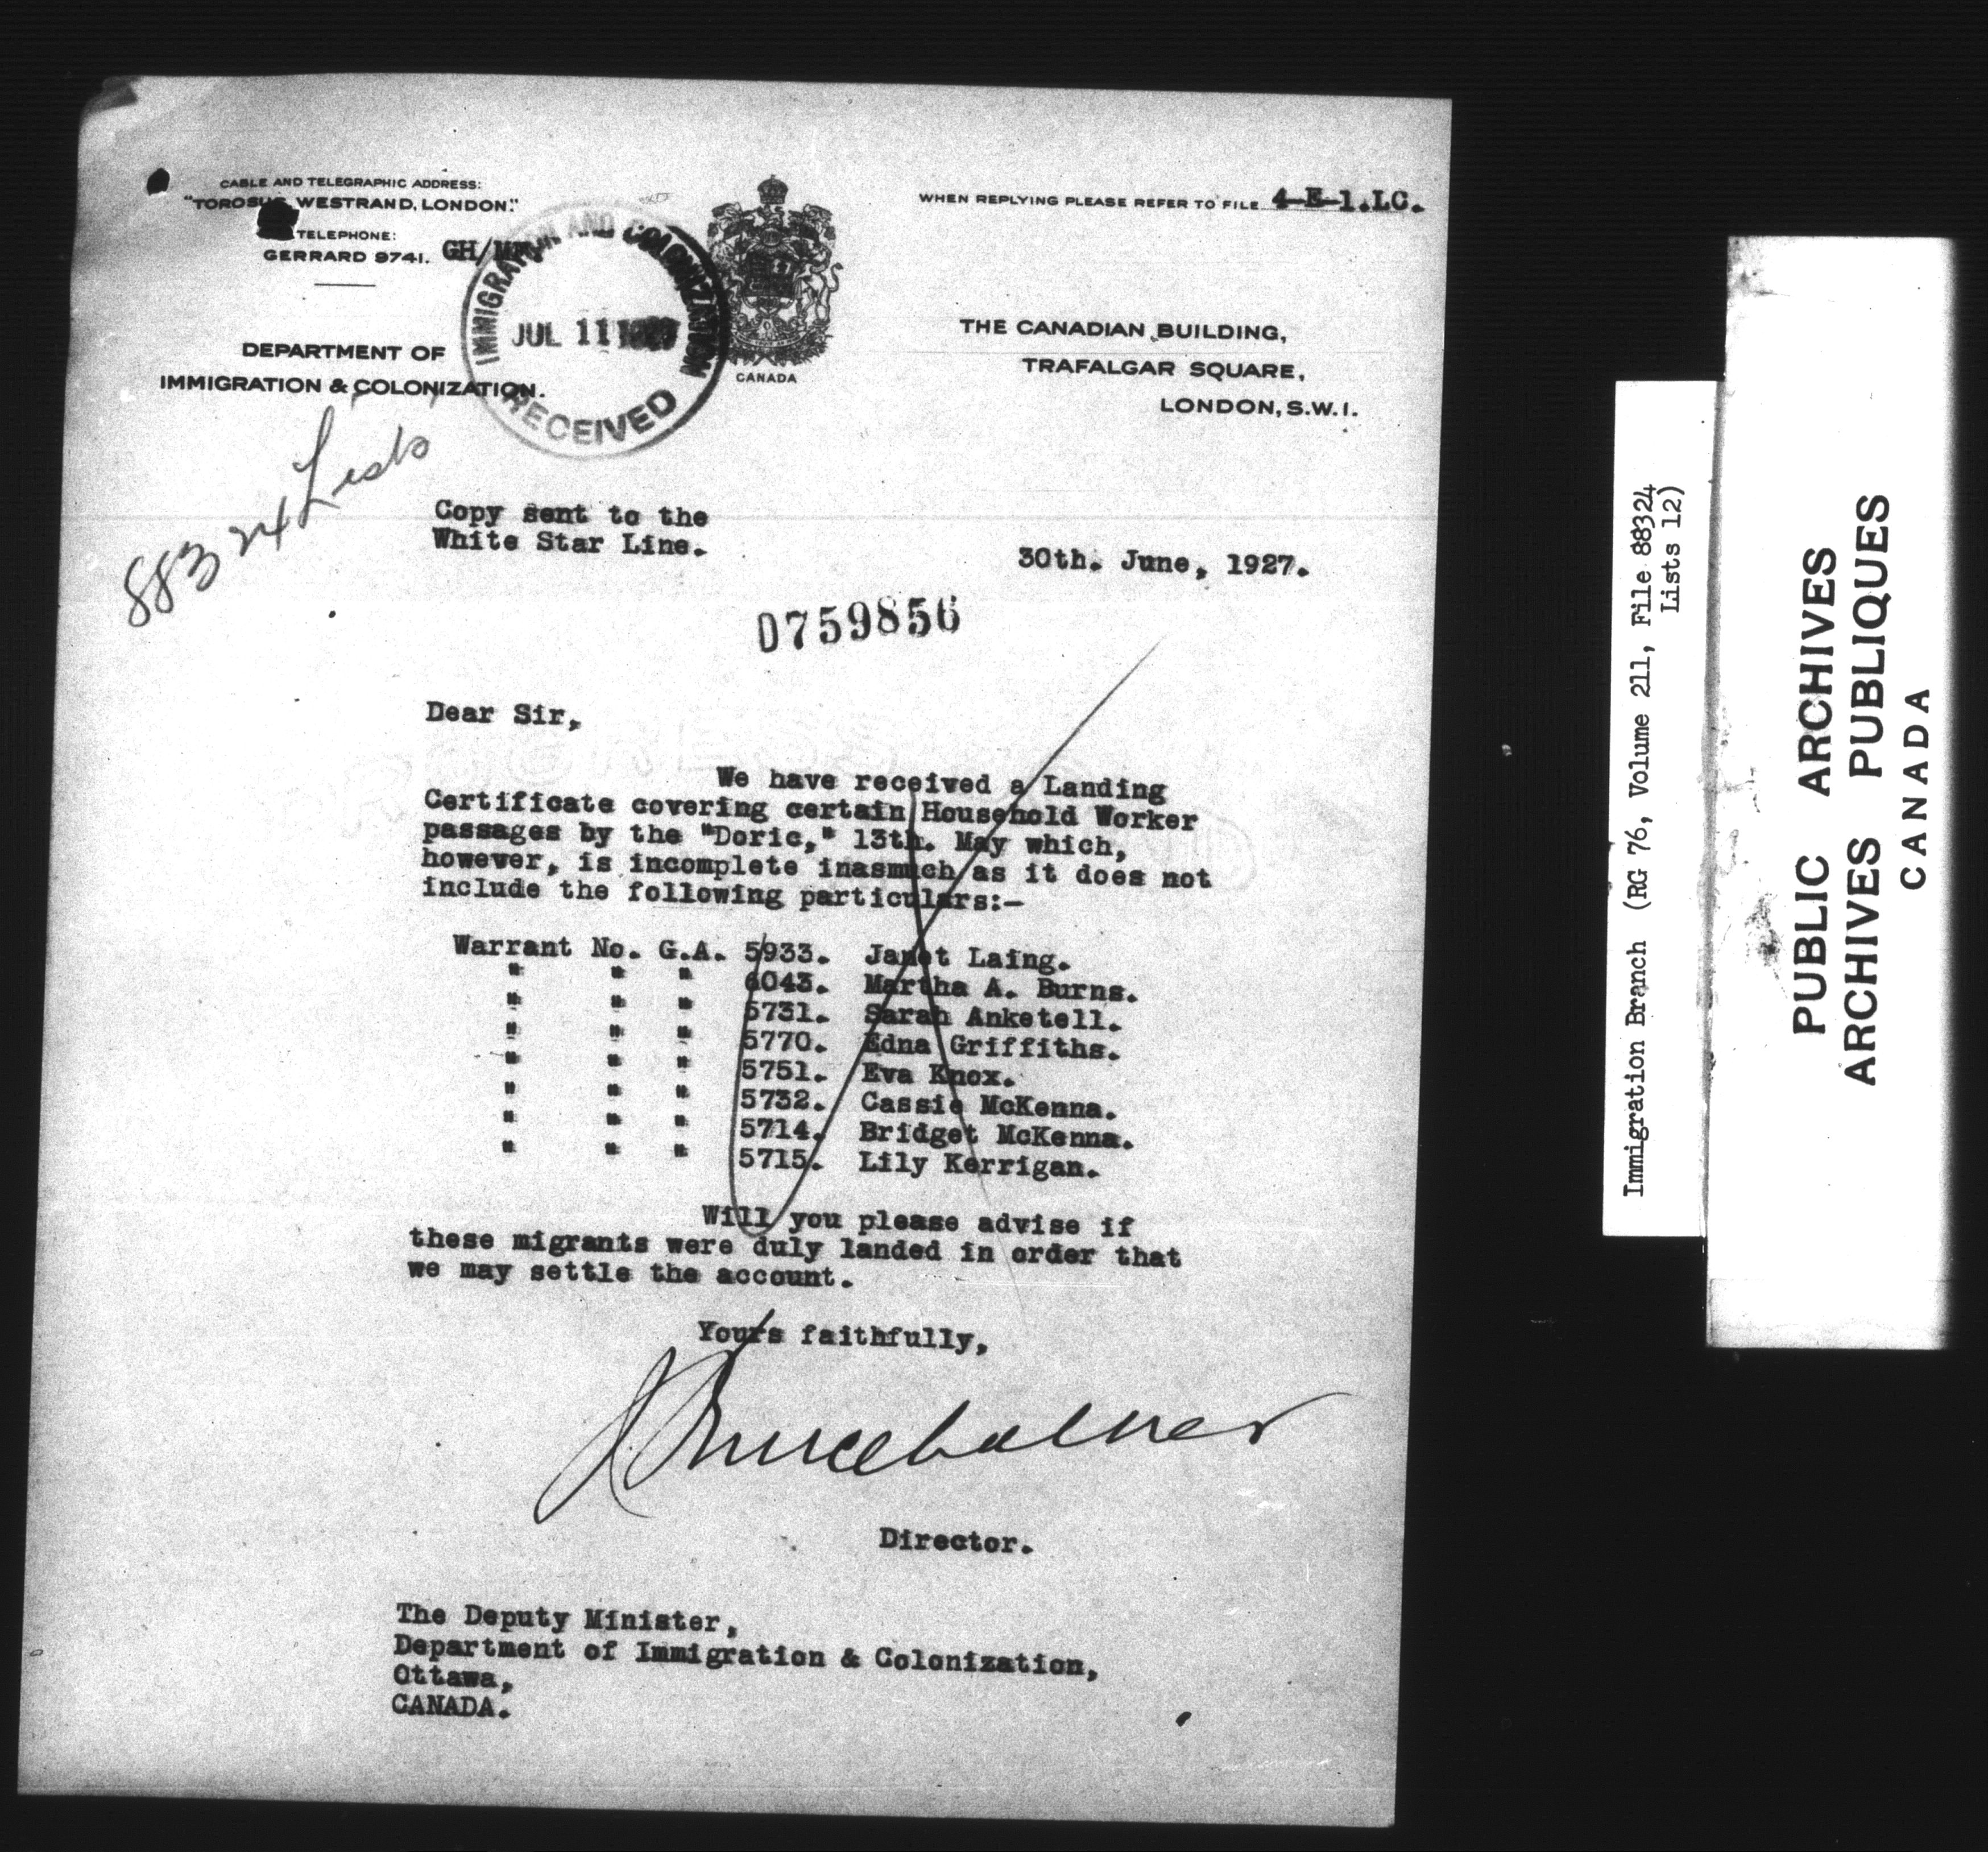 CABLE AND TELEGRAPHIC ADDRESS:
"TOROSUS, WESTRAND, LONDON."
TELEPHONE:
GERRARD 9741.
GH/
WHEN REPLYING PLEASE REFER TO FILE 4-E-1.LC.
DEPARTMENT OF
IMMIGRATION & COLONIZATION.
IMMIGRATION AND COLONIZATION
JUL 11 1927
RECEIVED
CANADA
THE CANADIAN BUILDING,
TRAFALGAR SQUARE,
LONDON, S.W.1.
88324 Lists
Copy sent to the
White Star Line.
30th. June, 1927.
0759856
Dear Sir,
We have received a Landing
Certificate covering certain Household Worker
passages by the "Doric," 13th. May which,
however, is incomplete inasmuch as it does not
include the following particulars:-
Warrant No. G.A. 5933. Janet Laing.
" " " 6043. Martha A. Burns.
" " " 5731. Sarah Anketell.
" " " 5770. Edna Griffiths.
" " " 5751. Eva Knox.
" " " 5732. Cassie McKenna.
" " " 5714. Bridget McKenna.
" " " 5715. Lily Kerrigan.
Will you please advise if
these migrants were duly landed in order that
we may settle the account.
Yours faithfully,
Director.
The Deputy Minister,
Department of Immigration & Colonization,
Ottawa,
CANADA.
Immigration Branch (RG 76, Volume 211, File 88324
Lists 12)
PUBLIC ARCHIVES
ARCHIVES PUBLIQUES
CANADA